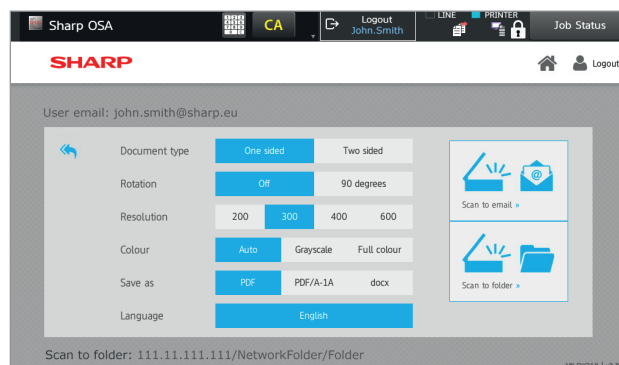 Sharp OSA
CA
Logout
John.Smith
LINE
PRINTER
Job Status
SHARP
Logout
User email: john.smith@sharp.eu
Document type One sided Two sided
Rotation Off 90 degrees
Resolution 200 300 400 600
Colour Auto Grayscale Full colour
Save as PDF PDF/A-1A docx
Language English
@
Scan to email »
Scan to folder »
Scan to folder: 111.11.111.111/NetworkFolder/Folder